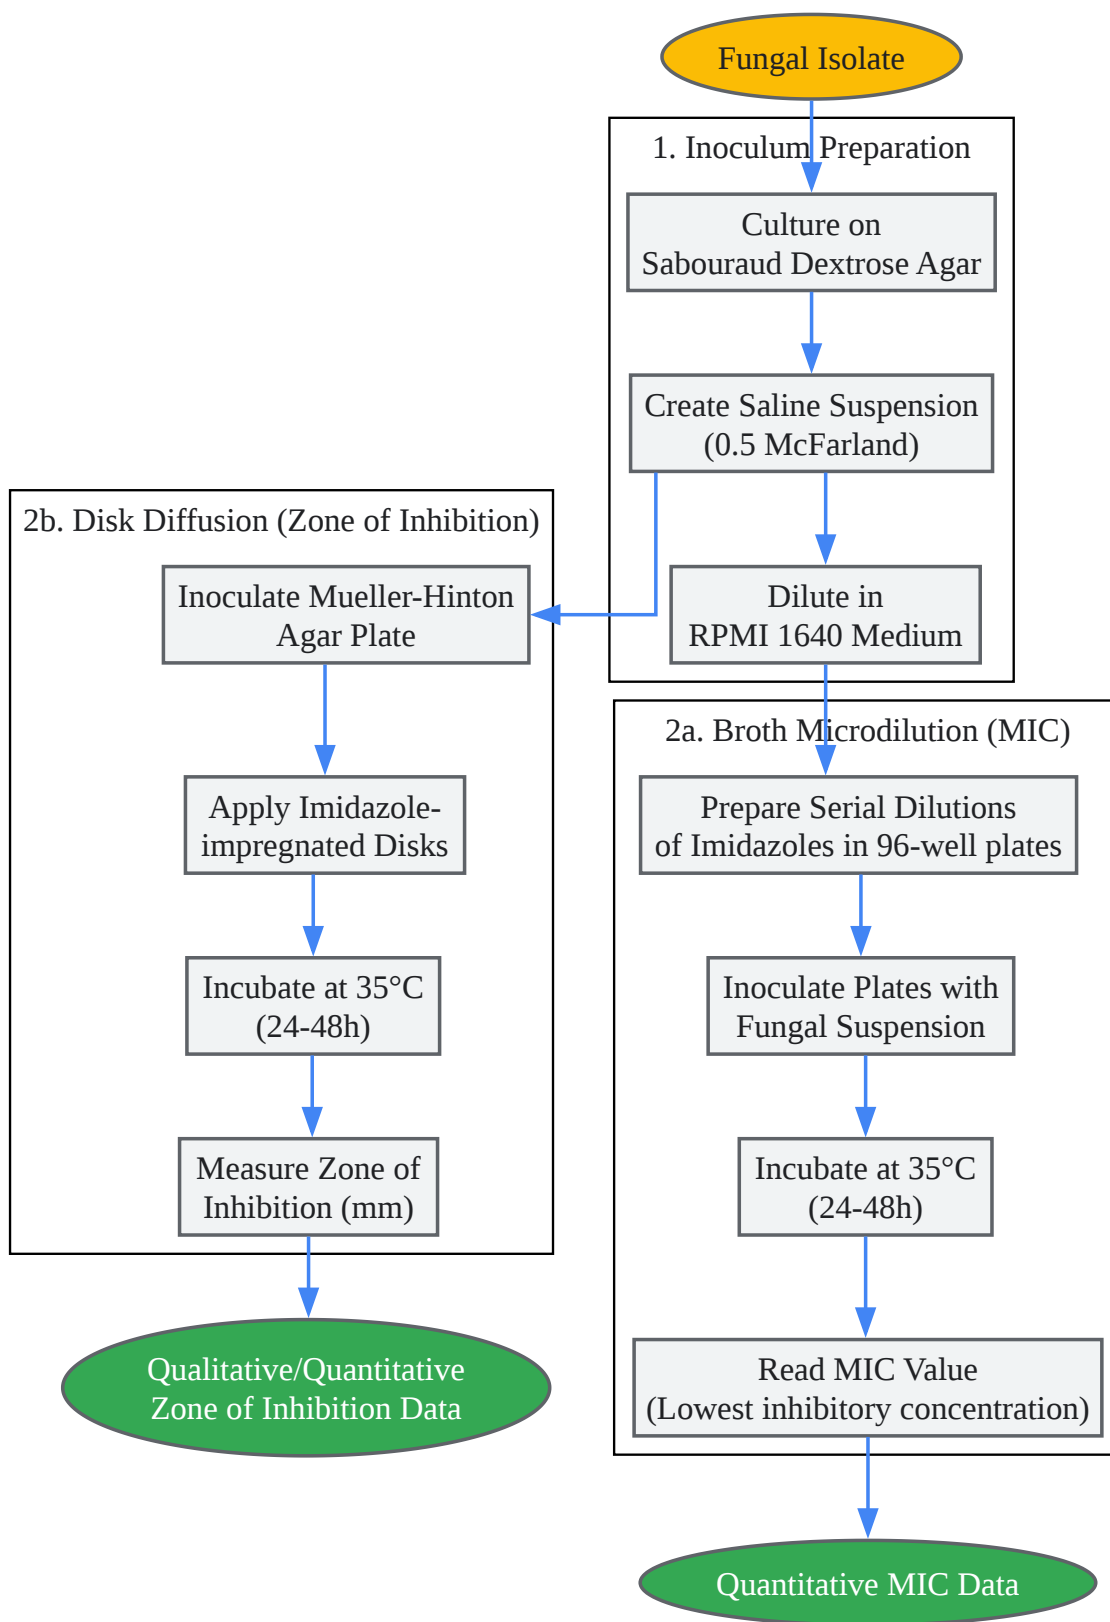 Fungal Isolate
1. Inoculum Preparation
Culture on
Sabouraud Dextrose Agar
Create Saline Suspension
(0.5 McFarland)
Dilute in
RPMI 1640 Medium
2b. Disk Diffusion (Zone of Inhibition)
Inoculate Mueller-Hinton
Agar Plate
Apply Imidazole-
impregnated Disks
Incubate at 35°C
(24-48h)
Measure Zone of
Inhibition (mm)
Qualitative/Quantitative
Zone of Inhibition Data
2a. Broth Microdilution (MIC)
Prepare Serial Dilutions
of Imidazoles in 96-well plates
Inoculate Plates with
Fungal Suspension
Incubate at 35°C
(24-48h)
Read MIC Value
(Lowest inhibitory concentration)
Quantitative MIC Data